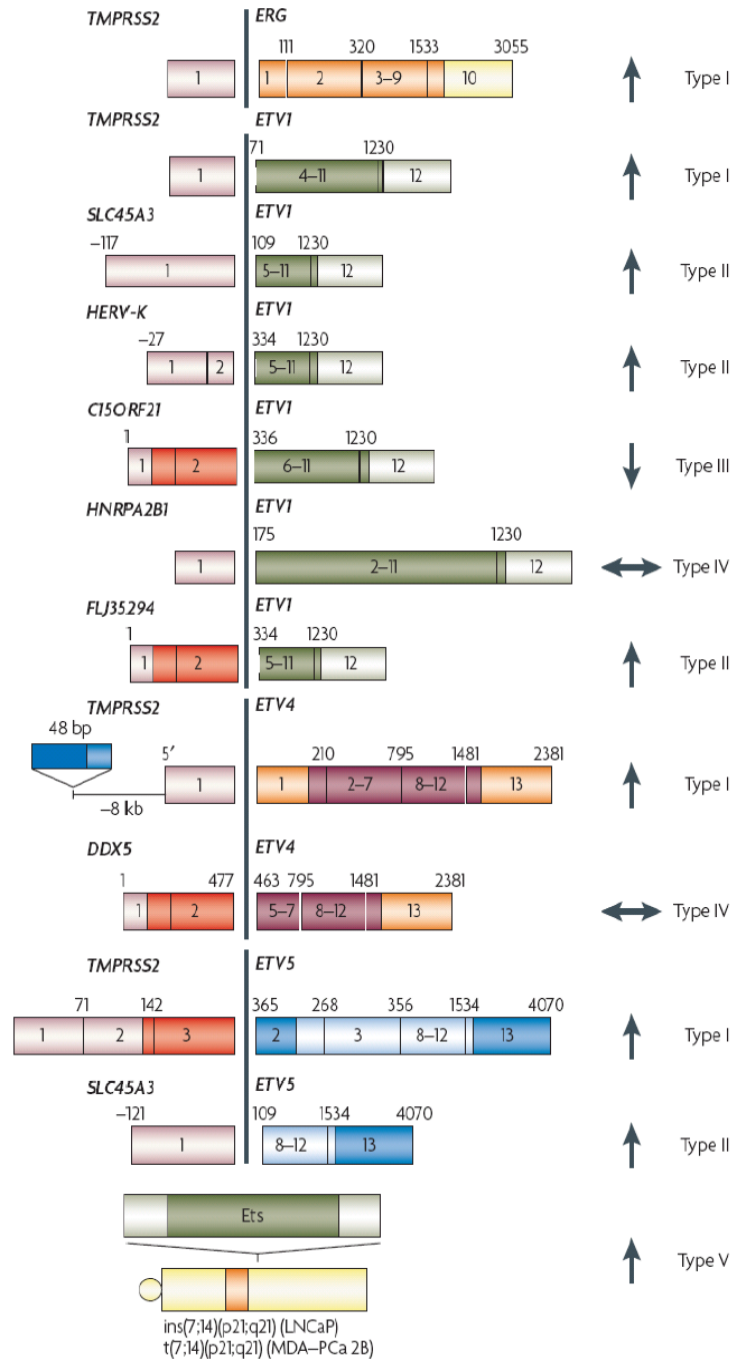 TMPRSS2 ERG
111 320 1533 3055
1 1 2 3–9 10 Type I
TMPRSS2 ETV1
71 1230
1 4–11 12 Type I
SLC45A3 ETV1
–117 109 1230
1 5–11 12 Type II
HERV-K ETV1
–27 334 1230
1 2 5–11 12 Type II
C15ORF21 ETV1
1 336 1230
1 2 6–11 12 Type III
HNRPA2B1 ETV1
175 1230
1 2–11 12 Type IV
FLJ35294 ETV1
1 334 1230
1 2 5–11 12 Type II
TMPRSS2 ETV4
48 bp 5′ 210 795 1481 2381
1 1 2–7 8–12 13 Type I
–8 kb
DDX5 ETV4
1 477 463 795 1481 2381
1 2 5–7 8–12 13 Type IV
TMPRSS2 ETV5
71 142 365 268 356 1534 4070
1 2 3 2 3 8–12 13 Type I
SLC45A3 ETV5
–121 109 1534 4070
1 8–12 13 Type II
Ets
Type V
ins(7;14)(p21;q21) (LNCaP)
t(7;14)(p21;q21) (MDA–PCa 2B)